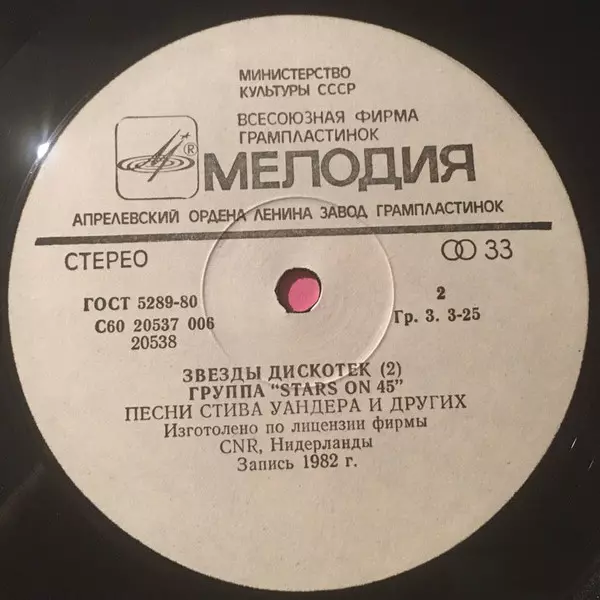 МИНИСТЕРСТВО
КУЛЬТУРЫ СССР
ВСЕСОЮЗНАЯ ФИРМА
ГРАМПЛАСТИНОК
® МЕЛОДИЯ
АПРЕЛЕВСКИЙ ОРДЕНА ЛЕНИНА ЗАВОД ГРАМПЛАСТИНОК
СТЕРЕО 33
ГОСТ 5289-80 2
С60 20537 006 Гр. 3. 3-25
20538
ЗВЕЗДЫ ДИСКОТЕК (2)
ГРУППА "STARS ON 45"
ПЕСНИ СТИВА УАНДЕРА И ДРУГИХ
Изготолено по лицензии фирмы
CNR, Нидерланды
Запись 1982 г.